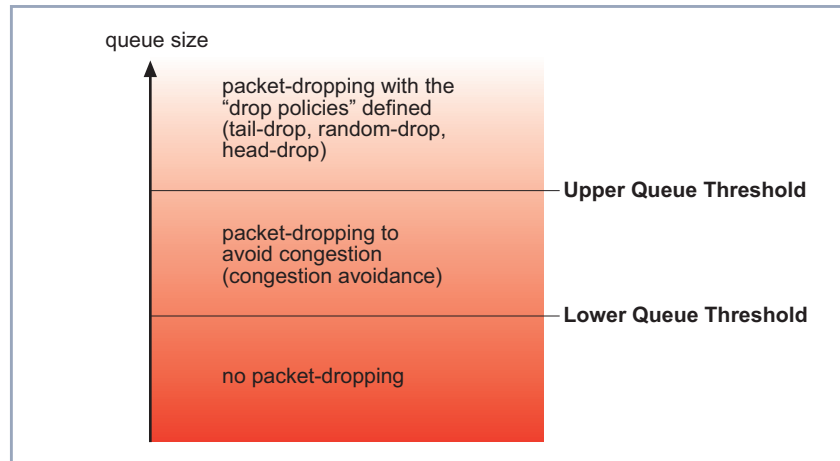 queue size
packet-dropping with the
“drop policies” defined
(tail-drop, random-drop,
head-drop)
Upper Queue Threshold
packet-dropping to
avoid congestion
(congestion avoidance)
Lower Queue Threshold
no packet-dropping